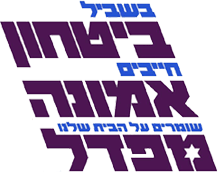 בשביל
ביטחון
חייבים
אמונה
שומרים על הבית שלנו
מפדל